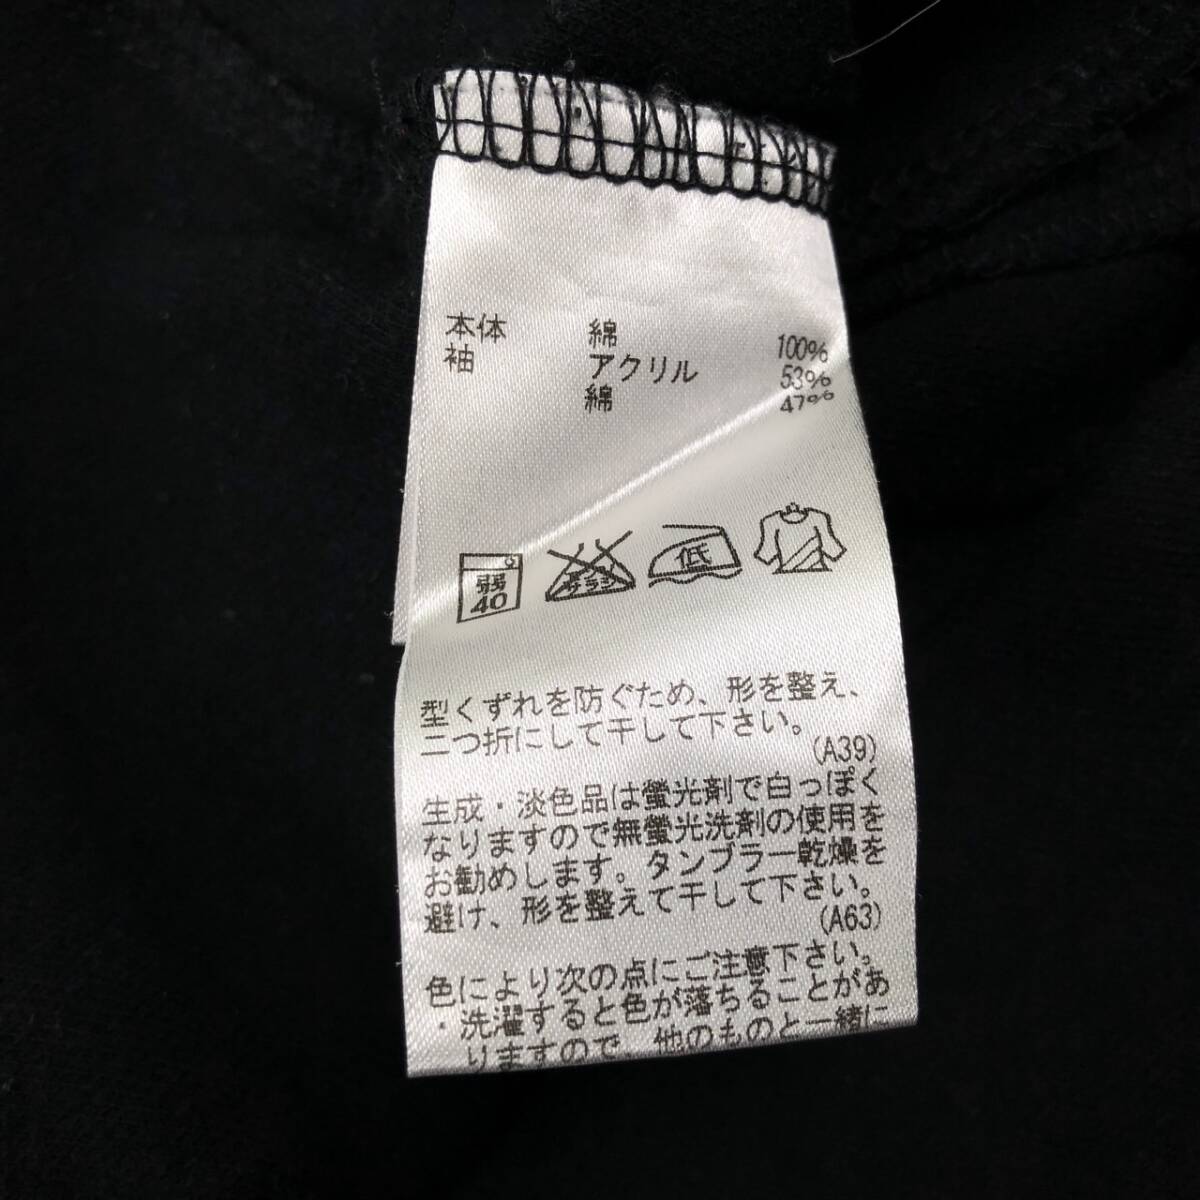 本体 綿 100%
袖 アクリル 53%
綿 47%
弱
40
サラシ
低
型くずれを防ぐため、形を整え、
二つ折にして干して下さい。
(A39)
生成・淡色品は螢光剤で白っぽく
なりますので無螢光洗剤の使用を
お勧めします。タンブラー乾燥を
避け、形を整えて干して下さい。
(A63)
色により次の点にご注意下さい。
・洗濯すると色が落ちることがあ
りますので、他のものと一緒に